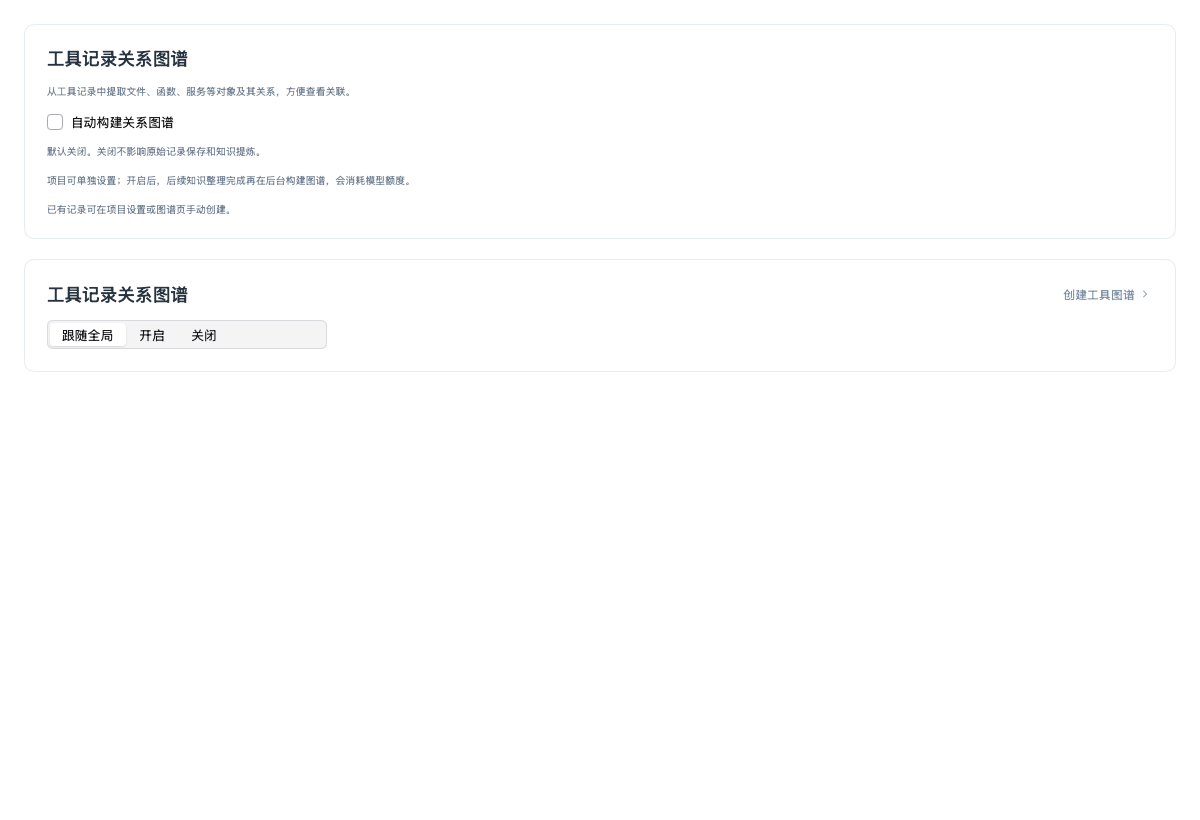 工具记录关系图谱
从工具记录中提取文件、函数、服务等对象及其关系，方便查看关联。
自动构建关系图谱
默认关闭。关闭不影响原始记录保存和知识提炼。
项目可单独设置；开启后，后续知识整理完成再在后台构建图谱，会消耗模型额度。
已有记录可在项目设置或图谱页手动创建。
工具记录关系图谱
创建工具图谱
跟随全局 开启 关闭